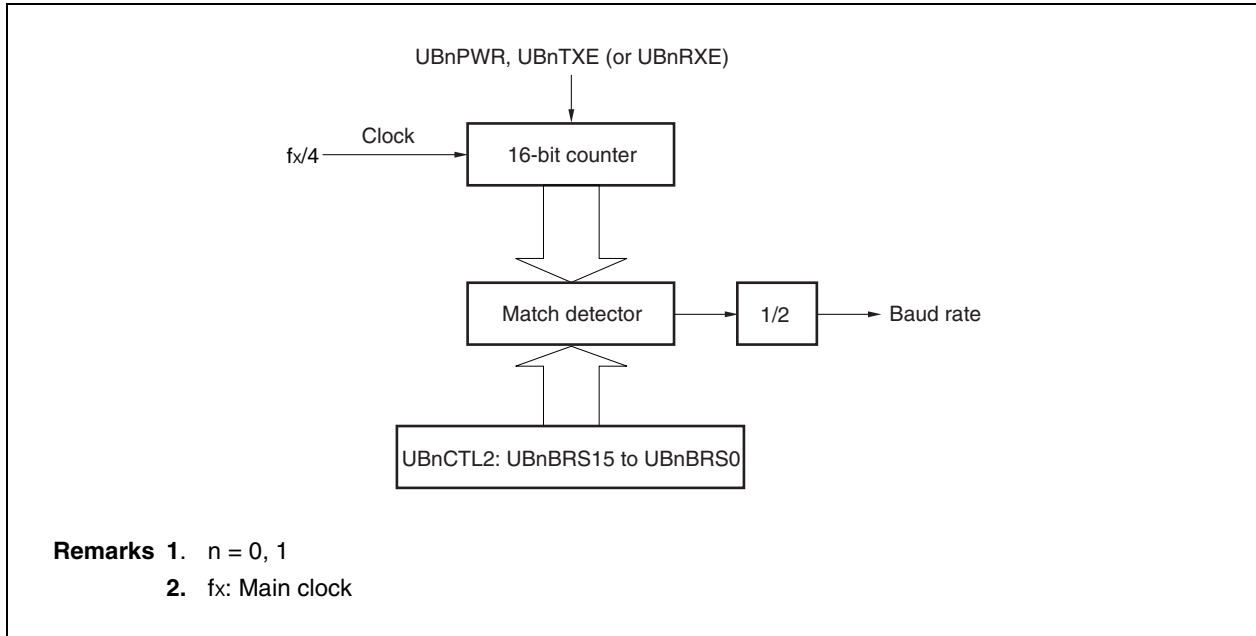 UBnPWR, UBnTXE (or UBnRXE)
Clock
fx/4
16-bit counter
Match detector
1/2
Baud rate
UBnCTL2: UBnBRS15 to UBnBRS0
Remarks 1. n = 0, 1
2. fx: Main clock